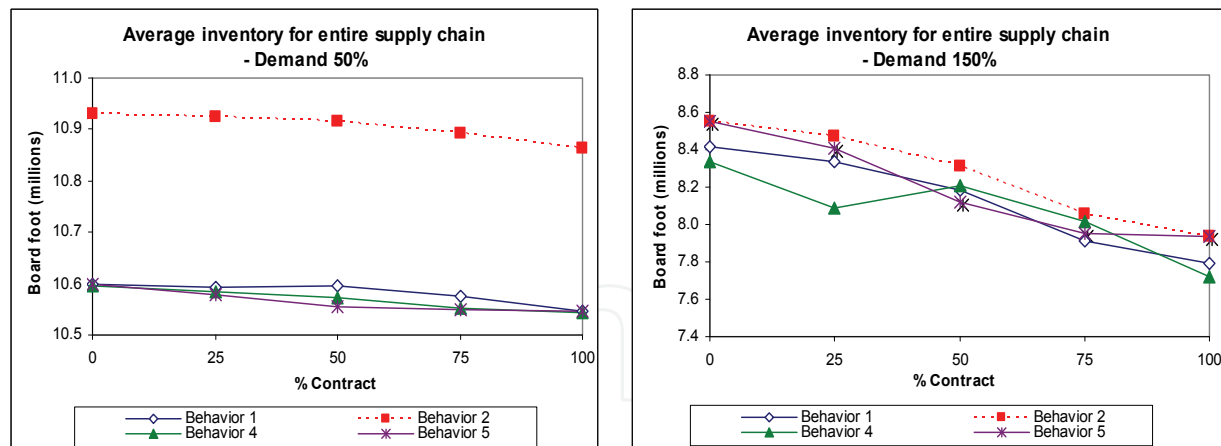 Average inventory for entire supply chain
- Demand 50%
Board foot (millions)
11.0
10.9
10.8
10.7
10.6
10.5
0 25 50 75 100
% Contract
Behavior 1 Behavior 2
Behavior 4 Behavior 5
Average inventory for entire supply chain
- Demand 150%
Board foot (millions)
8.8
8.6
8.4
8.2
8.0
7.8
7.6
7.4
0 25 50 75 100
% Contract
Behavior 1 Behavior 2
Behavior 4 Behavior 5